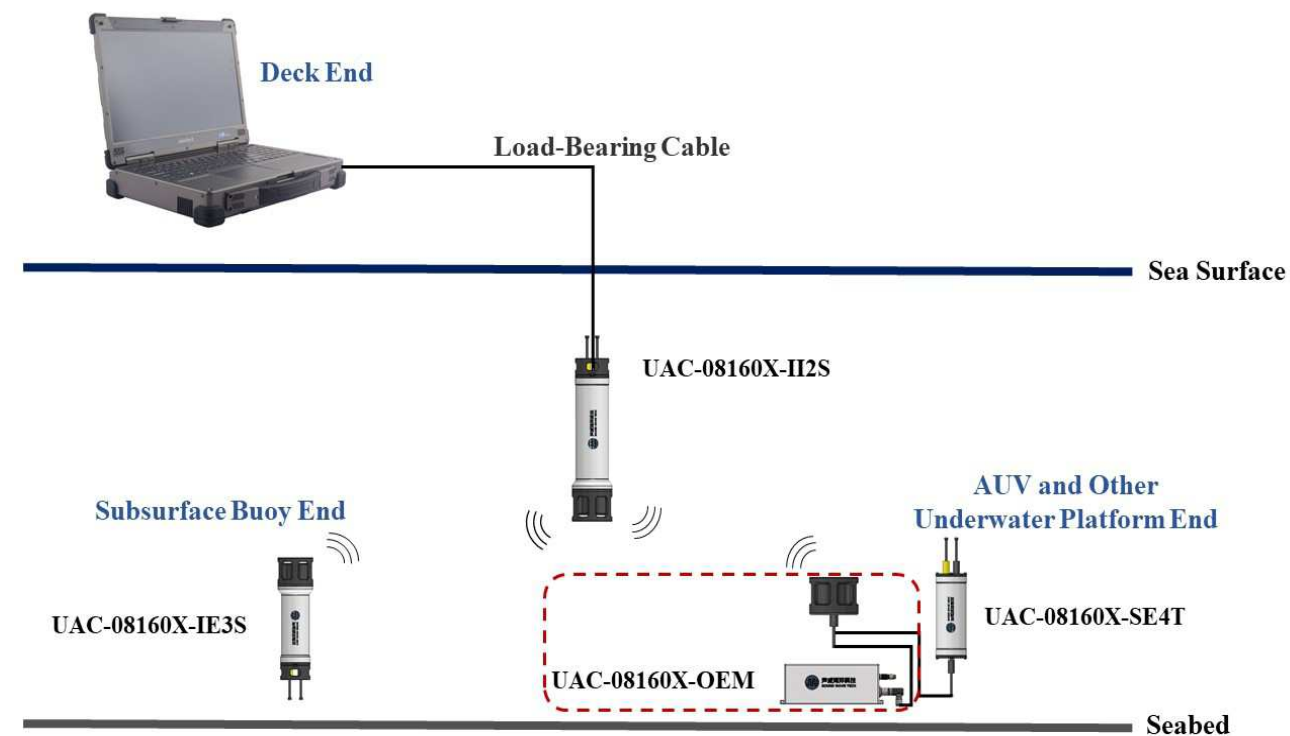 Deck End
Load-Bearing Cable
Sea Surface
UAC-08160X-II2S
AUV and Other
Underwater Platform End
Subsurface Buoy End
UAC-08160X-IE3S
UAC-08160X-SE4T
UAC-08160X-OEM
Seabed